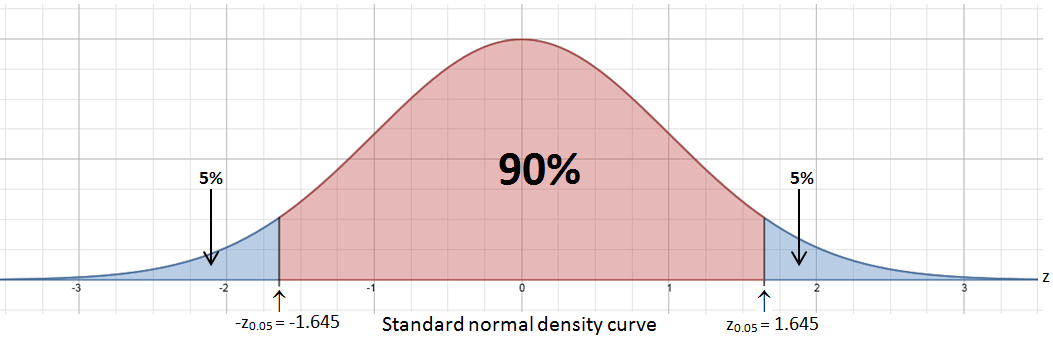 90%
5%
5%
-3 -2 -1 0 1 2 3 z
-z₀.₀₅ = -1.645
Standard normal density curve
z₀.₀₅ = 1.645